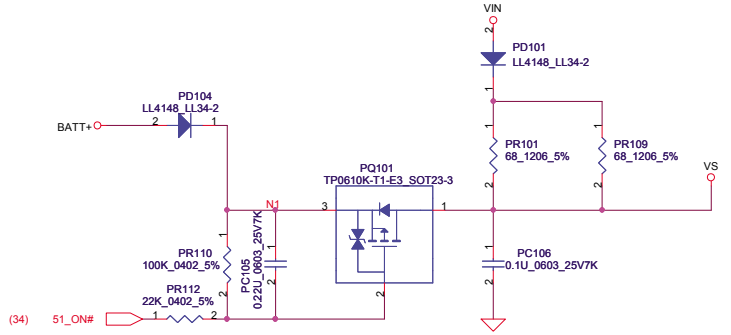 VIN
2
PD101
LL4148_LL34-2
1
PD104
LL4148_LL34-2
BATT+
2
1
1
PR101
68_1206_5%
2
1
PR109
68_1206_5%
2
VS
PQ101
TP0610K-T1-E3_SOT23-3
N1
3
1
2
1
PR110
100K_0402_5%
2
1
PC105
0.22U_0603_25V7K
2
1
PC106
0.1U_0603_25V7K
2
PR112
22K_0402_5%
(34)
51_ON#
1
2